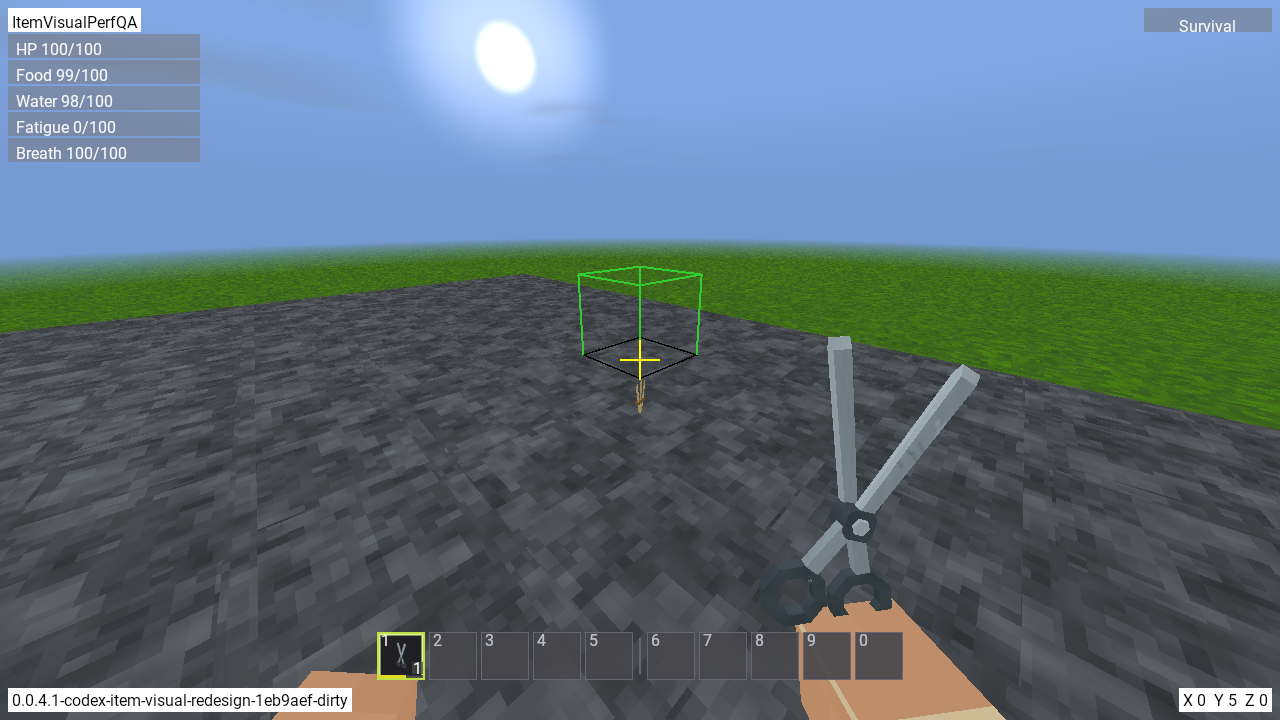 ItemVisualPerfQA
Survival
HP 100/100
Food 99/100
Water 98/100
Fatigue 0/100
Breath 100/100
1 2 3 4 5 6 7 8 9 0
1
0.0.4.1-codex-item-visual-redesign-1eb9aef-dirty
X 0 Y 5 Z 0